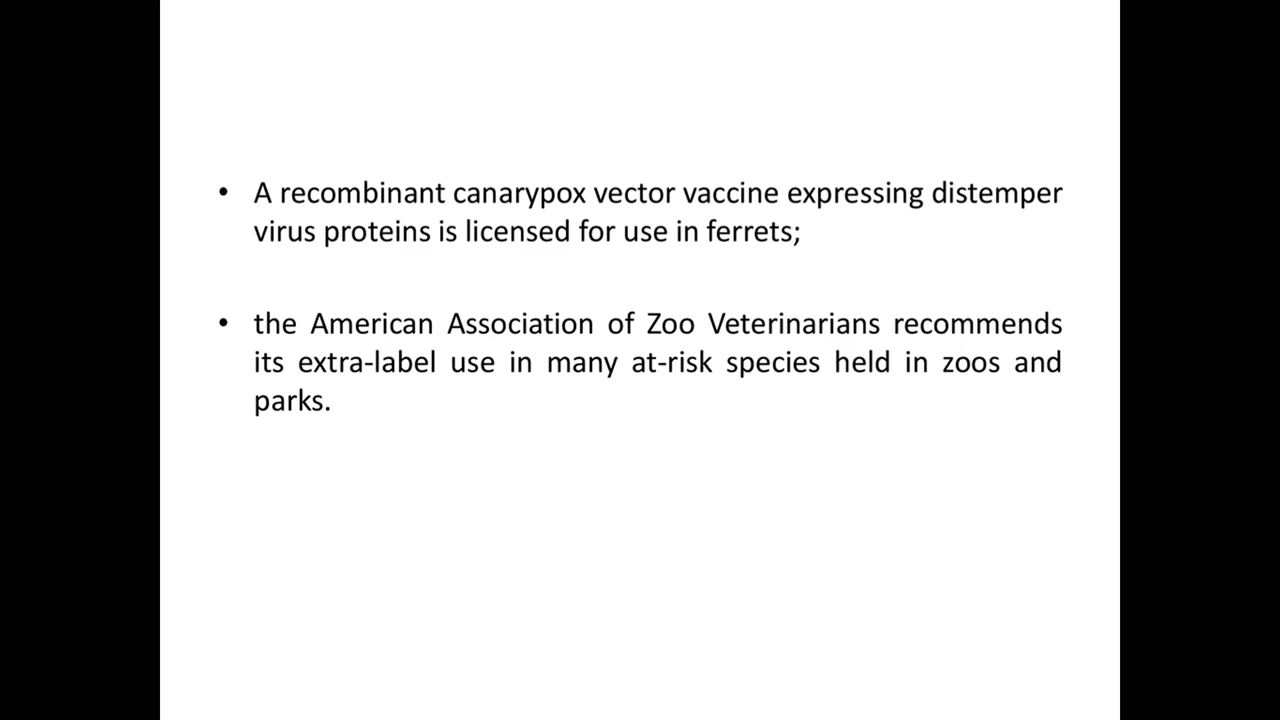 • A recombinant canarypox vector vaccine expressing distemper
virus proteins is licensed for use in ferrets;
• the American Association of Zoo Veterinarians recommends
its extra-label use in many at-risk species held in zoos and
parks.